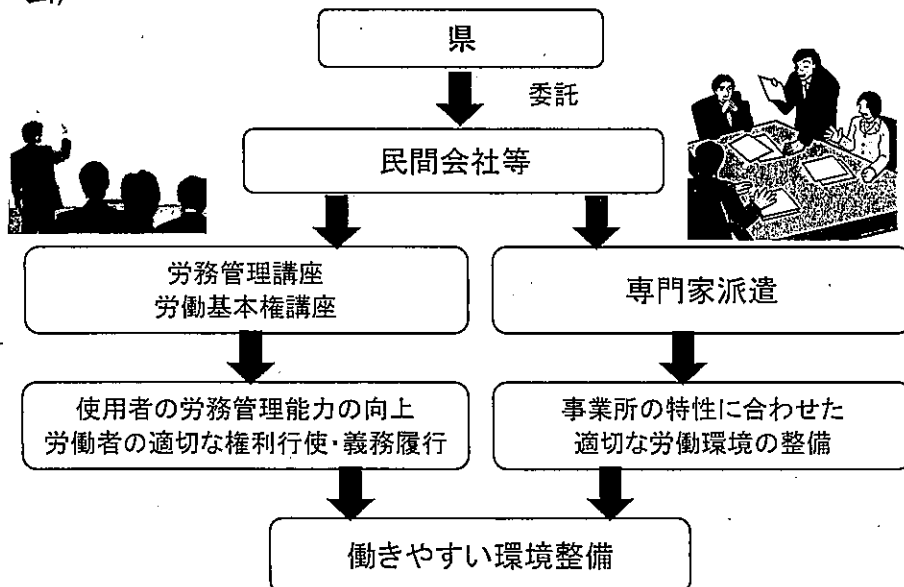 県
委託
民間会社等
労務管理講座
労働基本権講座
専門家派遣
使用者の労務管理能力の向上
労働者の適切な権利行使・義務履行
事業所の特性に合わせた
適切な労働環境の整備
働きやすい環境整備